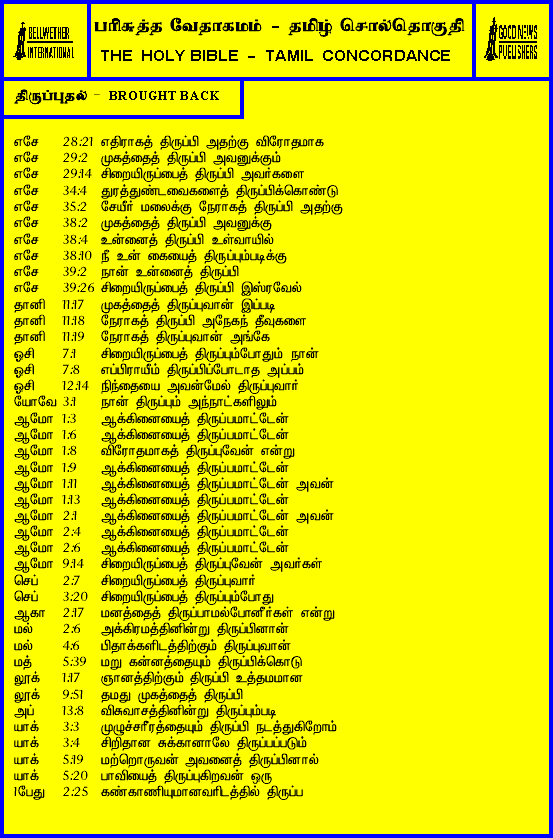 BELLWETHER
INTERNATIONAL
பரிசுத்த வேதாகமம் - தமிழ் சொல்தொகுதி
THE HOLY BIBLE - TAMIL CONCORDANCE
GOOD NEWS
PUBLISHERS
திருப்புதல் - BROUGHT BACK
எசே 28:21 எதிராகத் திருப்பி அதற்கு விரோதமாக
எசே 29:2 முகத்தைத் திருப்பி அவனுக்கும்
எசே 29:14 சிறையிருப்பைத் திருப்பி அவர்களை
எசே 34:4 துரத்துண்டவைகளைத் திருப்பிக்கொண்டு
எசே 35:2 சேயீர் மலைக்கு நேராகத் திருப்பி அதற்கு
எசே 38:2 முகத்தைத் திருப்பி அவனுக்கு
எசே 38:4 உன்னைத் திருப்பி உள்வாயில்
எசே 38:10 நீ உன் கையைத் திருப்பும்படிக்கு
எசே 39:2 நான் உன்னைத் திருப்பி
எசே 39:26 சிறையிருப்பைத் திருப்பி இஸ்ரவேல்
தானி 11:17 முகத்தைத் திருப்புவான் இப்படி
தானி 11:18 நேராகத் திருப்பி அநேகந் தீவுகளை
தானி 11:19 நேராகத் திருப்புவான் அங்கே
ஓசி 7:1 சிறையிருப்பைத் திருப்பும்போதும் நான்
ஓசி 7:8 எப்பிராயீம் திருப்பிப்போடாத அப்பம்
ஓசி 12:14 நிந்தையை அவன்மேல் திருப்புவார்
யோவே 3:1 நான் திருப்பும் அந்நாட்களிலும்
ஆமோ 1:3 ஆக்கினையைத் திருப்பமாட்டேன்
ஆமோ 1:6 ஆக்கினையைத் திருப்பமாட்டேன்
ஆமோ 1:8 விரோதமாகத் திருப்புவேன் என்று
ஆமோ 1:9 ஆக்கினையைத் திருப்பமாட்டேன்
ஆமோ 1:11 ஆக்கினையைத் திருப்பமாட்டேன் அவன்
ஆமோ 1:13 ஆக்கினையைத் திருப்பமாட்டேன்
ஆமோ 2:1 ஆக்கினையைத் திருப்பமாட்டேன் அவன்
ஆமோ 2:4 ஆக்கினையைத் திருப்பமாட்டேன்
ஆமோ 2:6 ஆக்கினையைத் திருப்பமாட்டேன்
ஆமோ 9:14 சிறையிருப்பைத் திருப்புவேன் அவர்கள்
செப் 2:7 சிறையிருப்பைத் திருப்புவார்
செப் 3:20 சிறையிருப்பைத் திருப்பும்போது
ஆகா 2:17 மனத்தைத் திருப்பாமல்போனீர்கள் என்று
மல் 2:6 அக்கிரமத்தினின்று திருப்பினான்
மல் 4:6 பிதாக்களிடத்திற்கும் திருப்புவான்
மத் 5:39 மறு கன்னத்தையும் திருப்பிக்கொடு
லூக் 1:17 ஞானத்திற்கும் திருப்பி உத்தமமான
லூக் 9:51 தமது முகத்தைத் திருப்பி
அப் 13:8 விசுவாசத்தினின்று திருப்பும்படி
யாக் 3:3 முழுச்சரீரத்தையும் திருப்பி நடத்துகிறோம்
யாக் 3:4 சிறிதான சுக்கானாலே திருப்பப்படும்
யாக் 5:19 மற்றொருவன் அவனைத் திருப்பினால்
யாக் 5:20 பாவியைத் திருப்புகிறவன் ஒரு
1பேது 2:25 கண்காணியுமானவரிடத்தில் திருப்ப